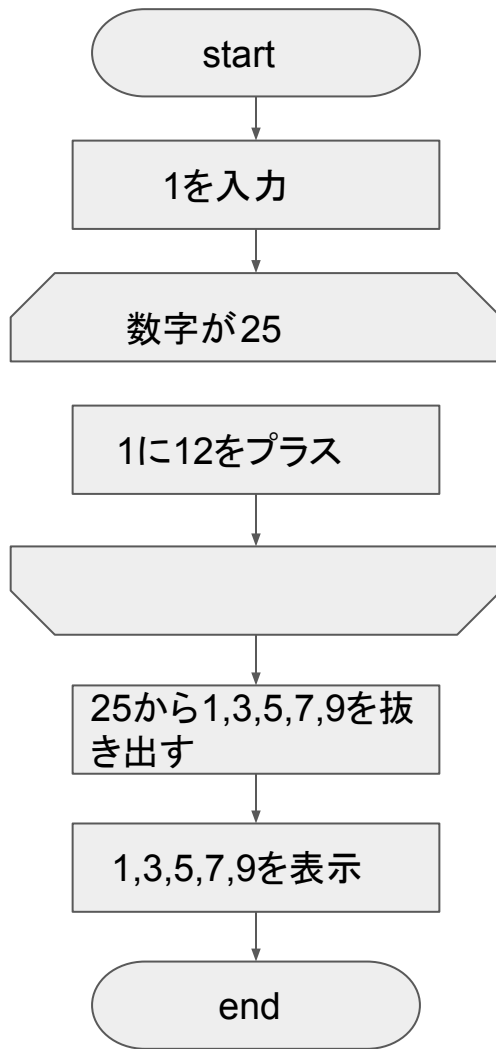 start
1を入力
数字が25
1に12をプラス
25から1,3,5,7,9を抜
き出す
1,3,5,7,9を表示
end